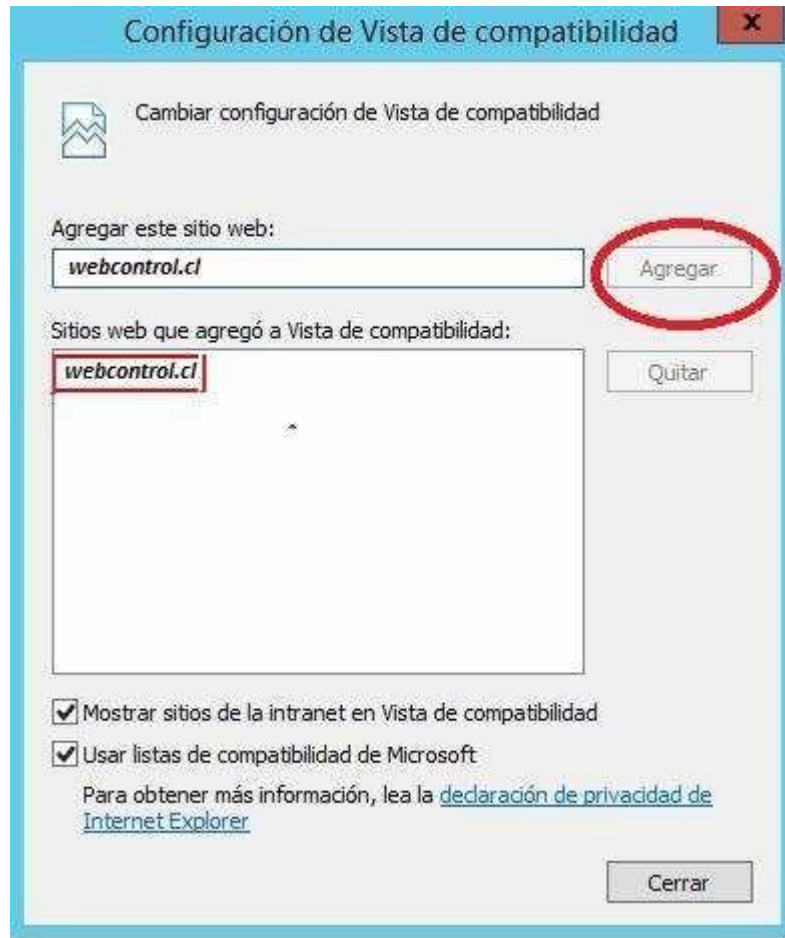 Configuración de Vista de compatibilidad
x
Cambiar configuración de Vista de compatibilidad
Agregar este sitio web:
webcontrol.cl
Agregar
Sitios web que agregó a Vista de compatibilidad:
webcontrol.cl
Quitar
Mostrar sitios de la intranet en Vista de compatibilidad
Usar listas de compatibilidad de Microsoft
Para obtener más información, lea la declaración de privacidad de
Internet Explorer
Cerrar